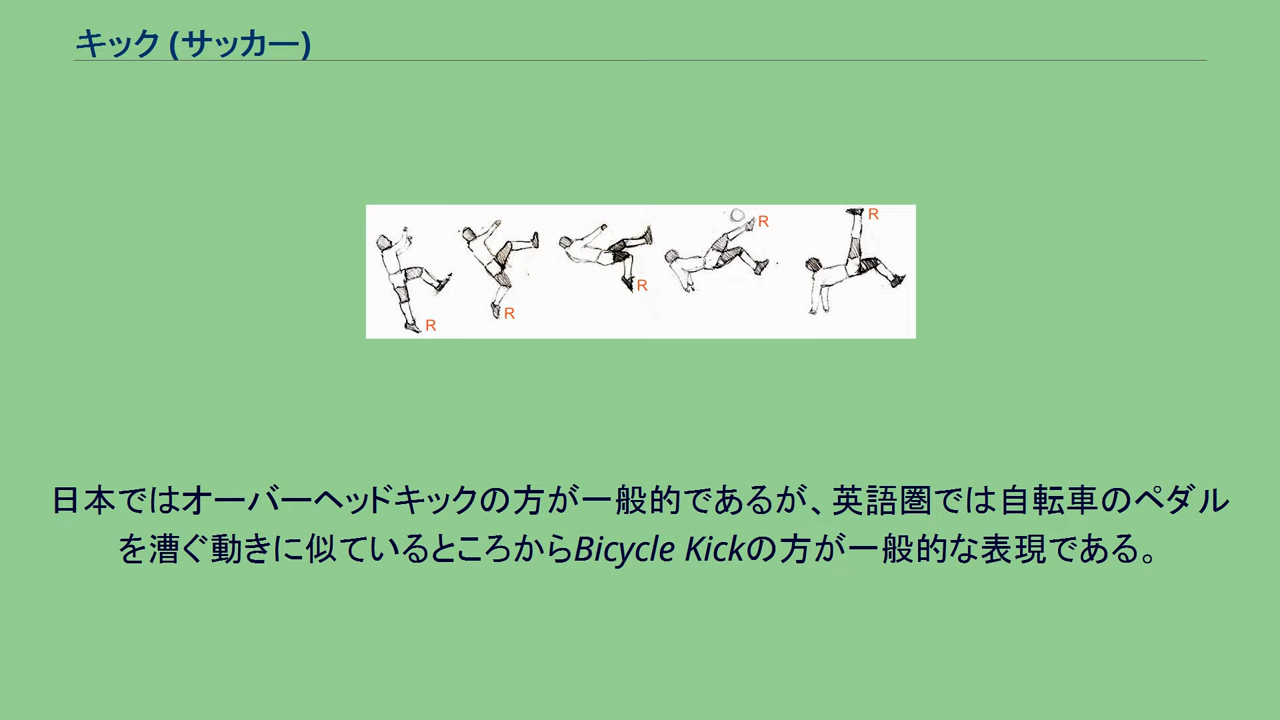 キック (サッカー)
R R R R R
日本ではオーバーヘッドキックの方が一般的であるが、英語圏では自転車のペダル
を漕ぐ動きに似ているところからBicycle Kickの方が一般的な表現である。